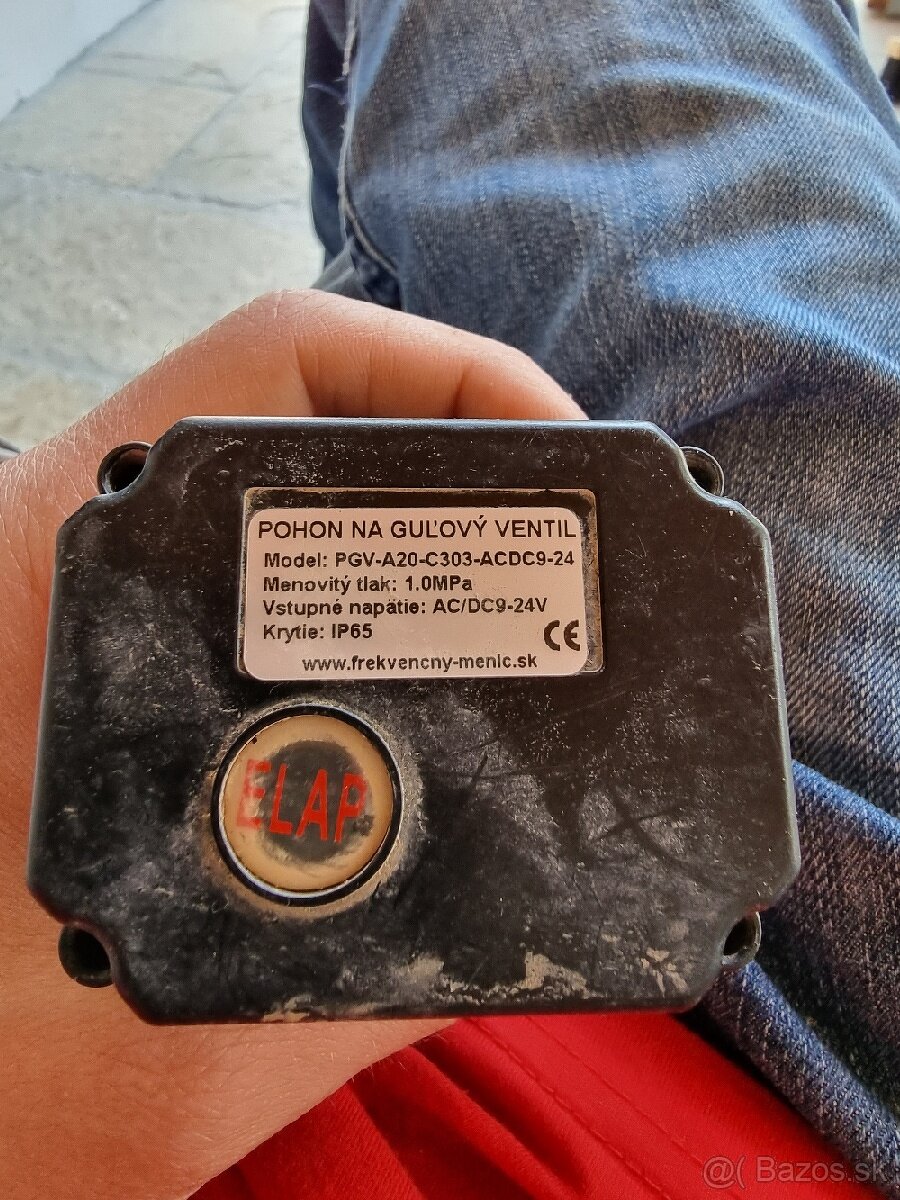 POHON NA GUĽOVÝ VENTIL
Model: PGV-A20-C303-ACDC9-24
Menovitý tlak: 1.0MPa
Vstupné napätie: AC/DC9-24V
Krytie: IP65 CE
www.frekvencny-menic.sk
ELAP
@( Bazos.sk